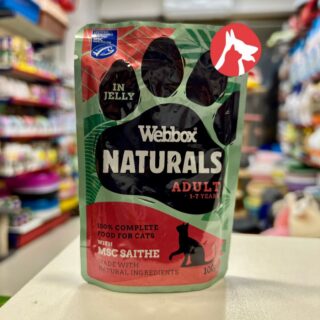 IN
JELLY
Webbox
NATURALS
ADULT
1-7 YEARS
100% COMPLETE
FOOD FOR CATS
WITH
MSC SAITHE
MADE WITH
NATURAL INGREDIENTS